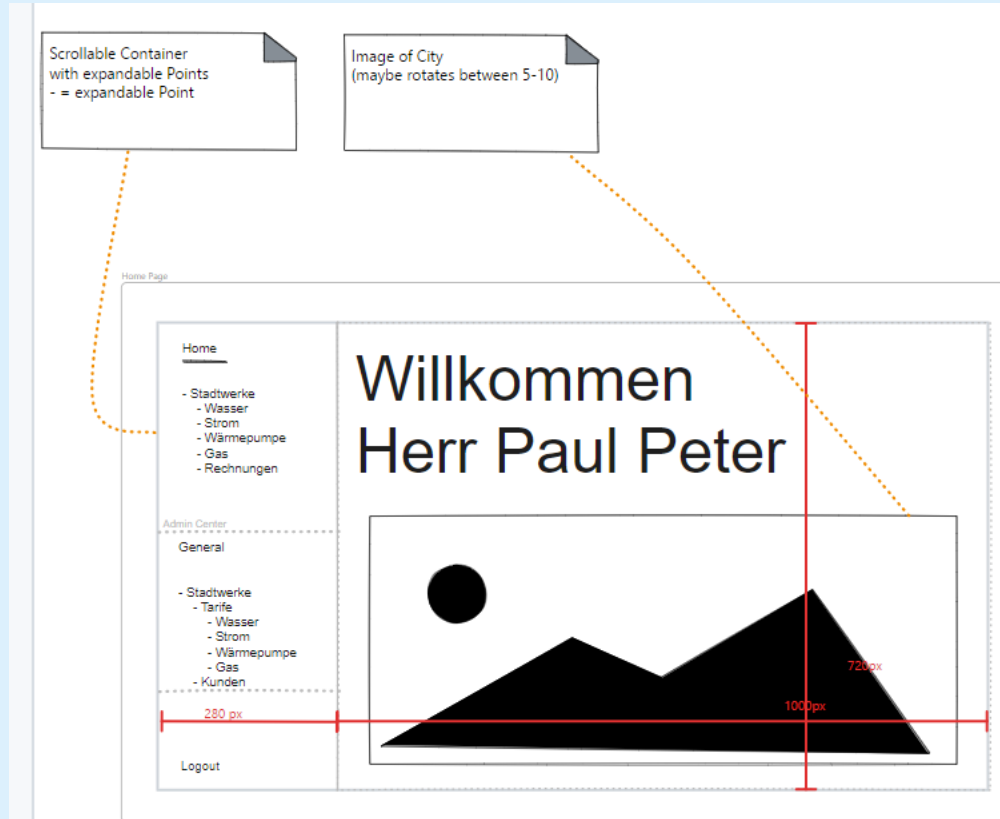 Scrollable Container
with expandable Points
- = expandable Point
Image of City
(maybe rotates between 5-10)
Home Page
Home
- Stadtwerke
- Wasser
- Strom
- Wärmepumpe
- Gas
- Rechnungen
Admin Center
General
- Stadtwerke
- Tarife
- Wasser
- Strom
- Wärmepumpe
- Gas
- Kunden
280 px
Logout
Willkommen
Herr Paul Peter
720px
1000px